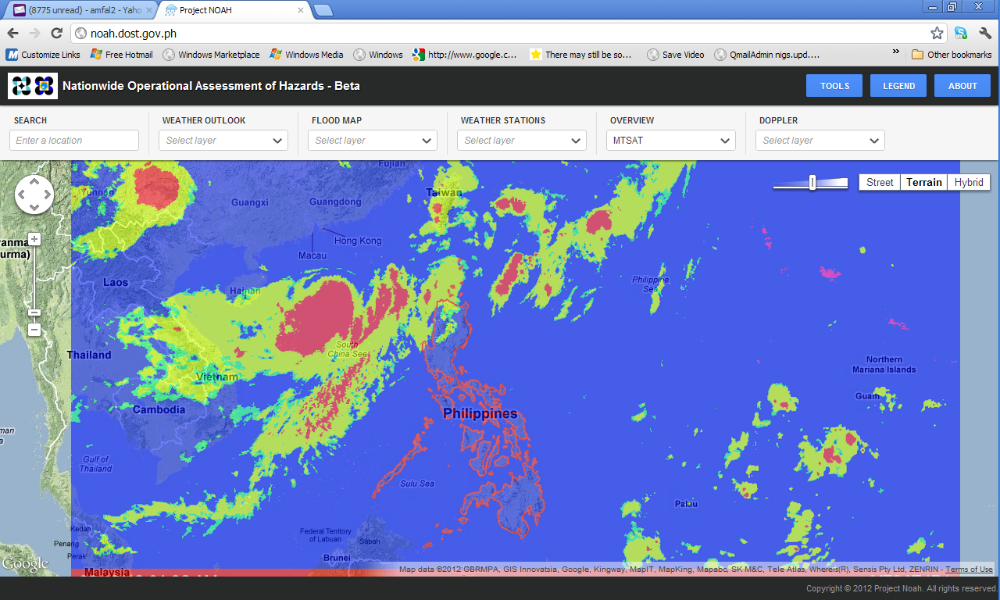 (8775 unread) - amfal2 - Yaho
Project NOAH
noah.dost.gov.ph
Customize Links
Free Hotmail
Windows Marketplace
Windows Media
Windows
http://www.google.c...
There may still be so...
Save Video
QmailAdmin nigs.upd....
»
Other bookmarks
Nationwide Operational Assessment of Hazards - Beta
TOOLS
LEGEND
ABOUT
SEARCH
WEATHER OUTLOOK
FLOOD MAP
WEATHER STATIONS
OVERVIEW
DOPPLER
Enter a location
Select layer
Select layer
Select layer
MTSAT
Select layer
Street
Terrain
Hybrid
Fujian
Yunnan
Taiwan
Guangxi
Guangdong
Hong Kong
Macau
urma)
Laos
Hainan
Philippine
Sea
South
China Sea
Thailand
Vietnam
Cambodia
Northern
Mariana Islands
Guam
Philippines
Gulf of
Thailand
Sulu Sea
Palau
Kedah
Penang
Perak
Federal Territory
of Labuan
Sabah
Brunei
Google
Malaysia
Map data ©2012 GBRMPA, GIS Innovatsia, Google, Kingway, MapIT, MapKing, Mapabc, SK M&C, Tele Atlas, Whereis(R), Sensis Pty Ltd, ZENRIN - Terms of Use
Copyright © 2012 Project Noah. All rights reserved.